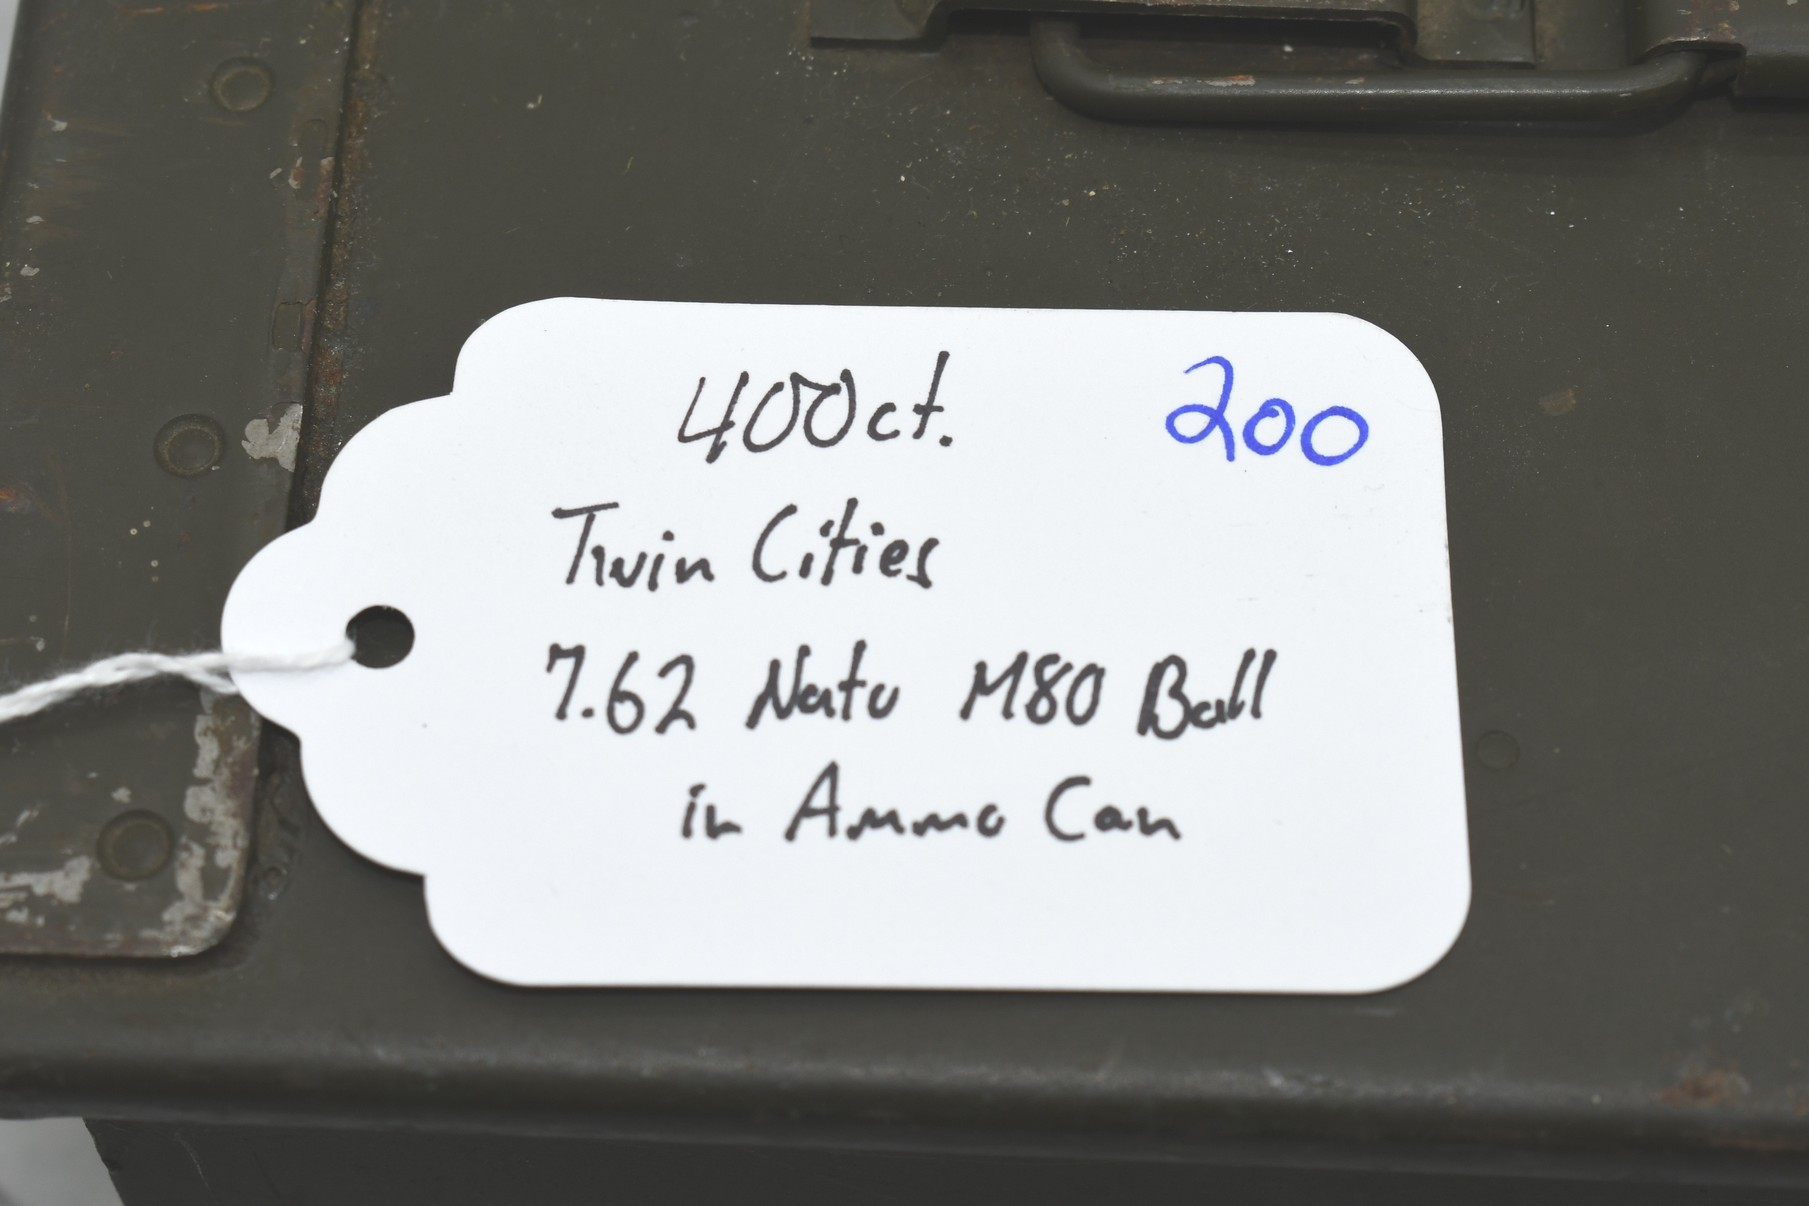 400ct. 200
Twin Cities
7.62 Nato M80 Ball
in Ammo Can